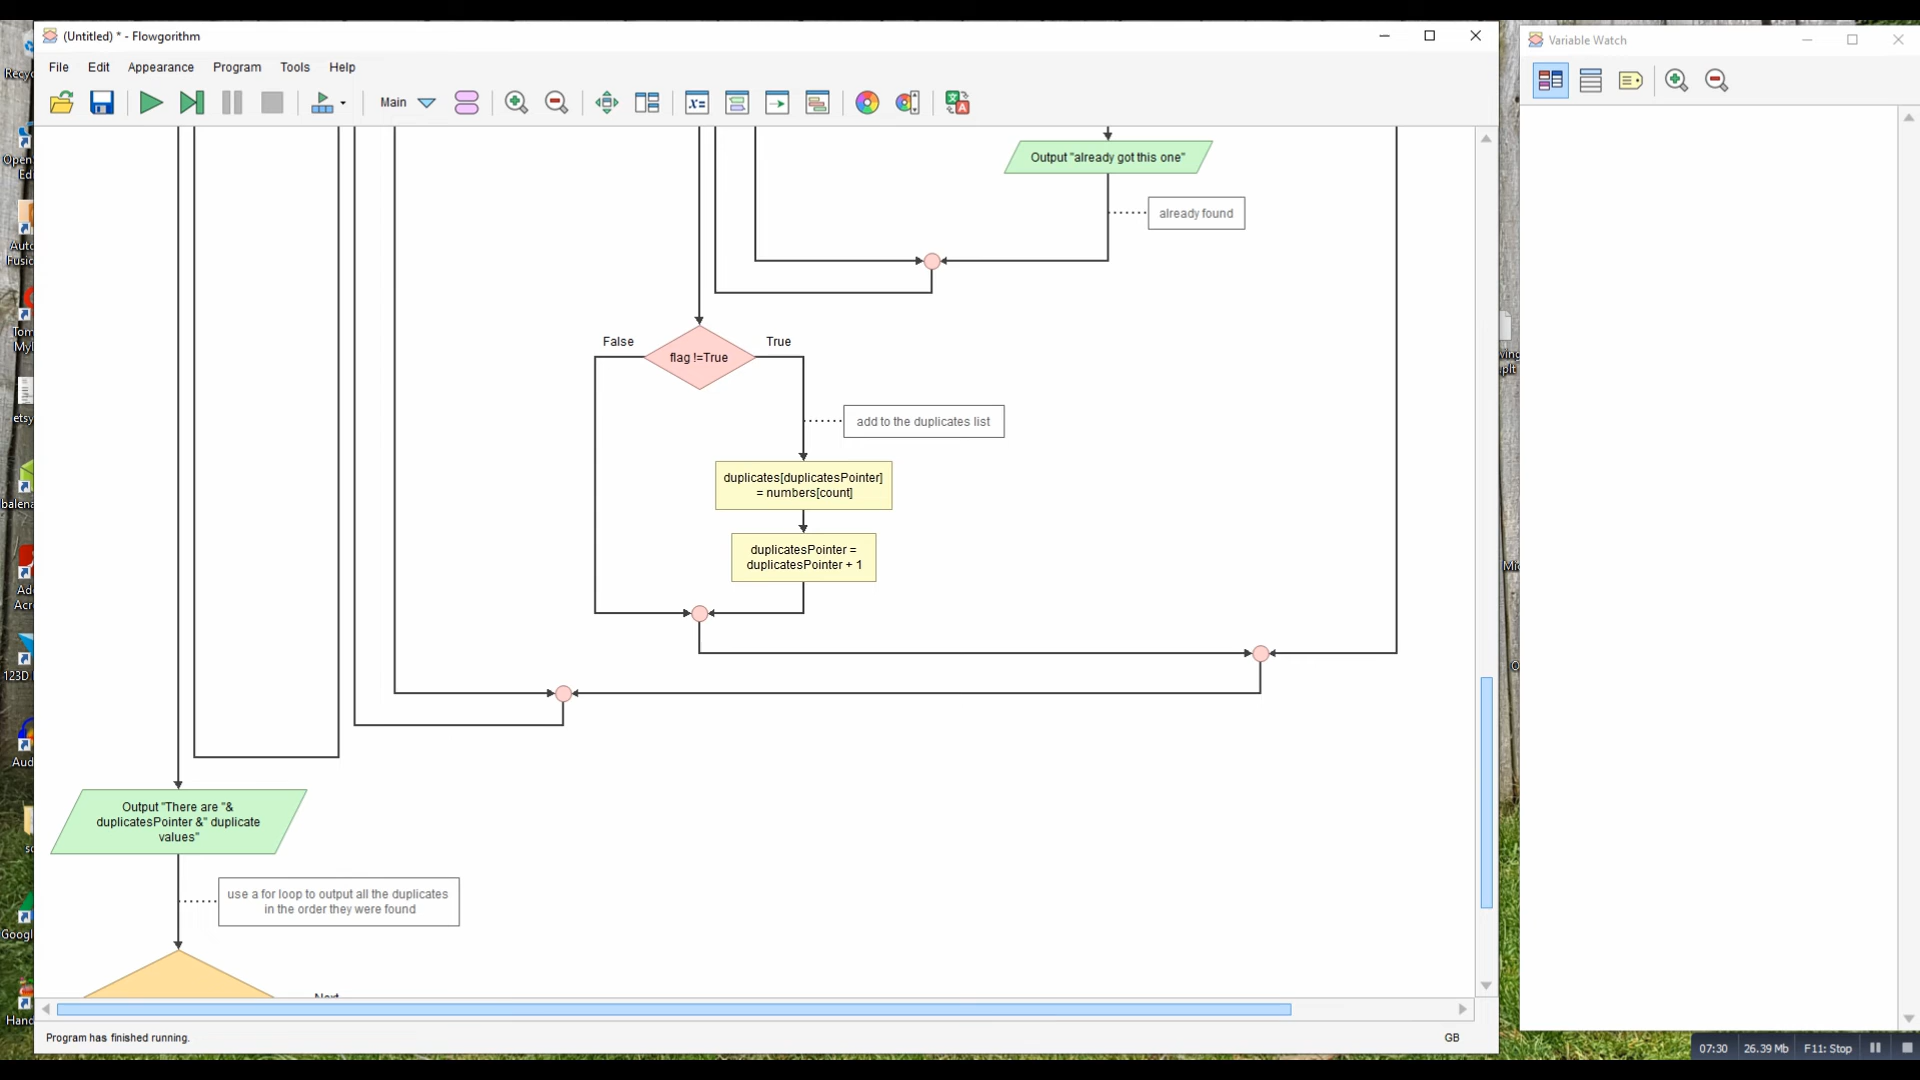 (Untitled) * - Flowgorithm
File Edit Appearance Program Tools Help
Main
Output "already got this one"
already found
False
True
flag !=True
add to the duplicates list
duplicates[duplicatesPointer]
= numbers[count]
duplicatesPointer =
duplicatesPointer + 1
Output "There are "&
duplicatesPointer &" duplicate
values"
use a for loop to output all the duplicates
in the order they were found
Program has finished running.
GB
Variable Watch
07:30 26.39 Mb F11: Stop